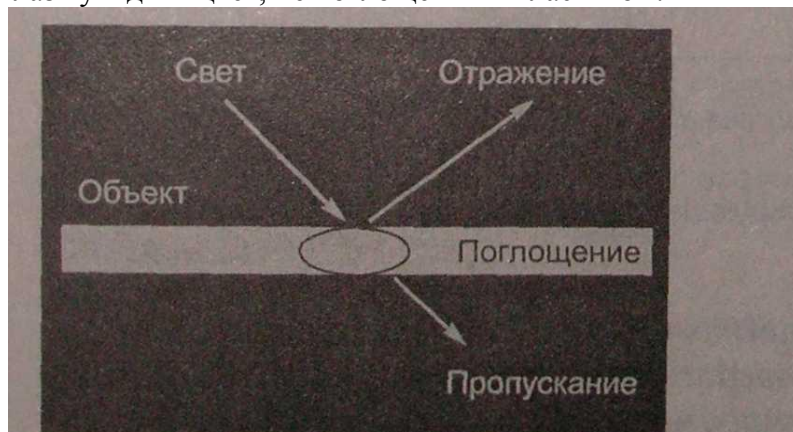 Свет
Отражение
Объект
Поглощение
Пропускание